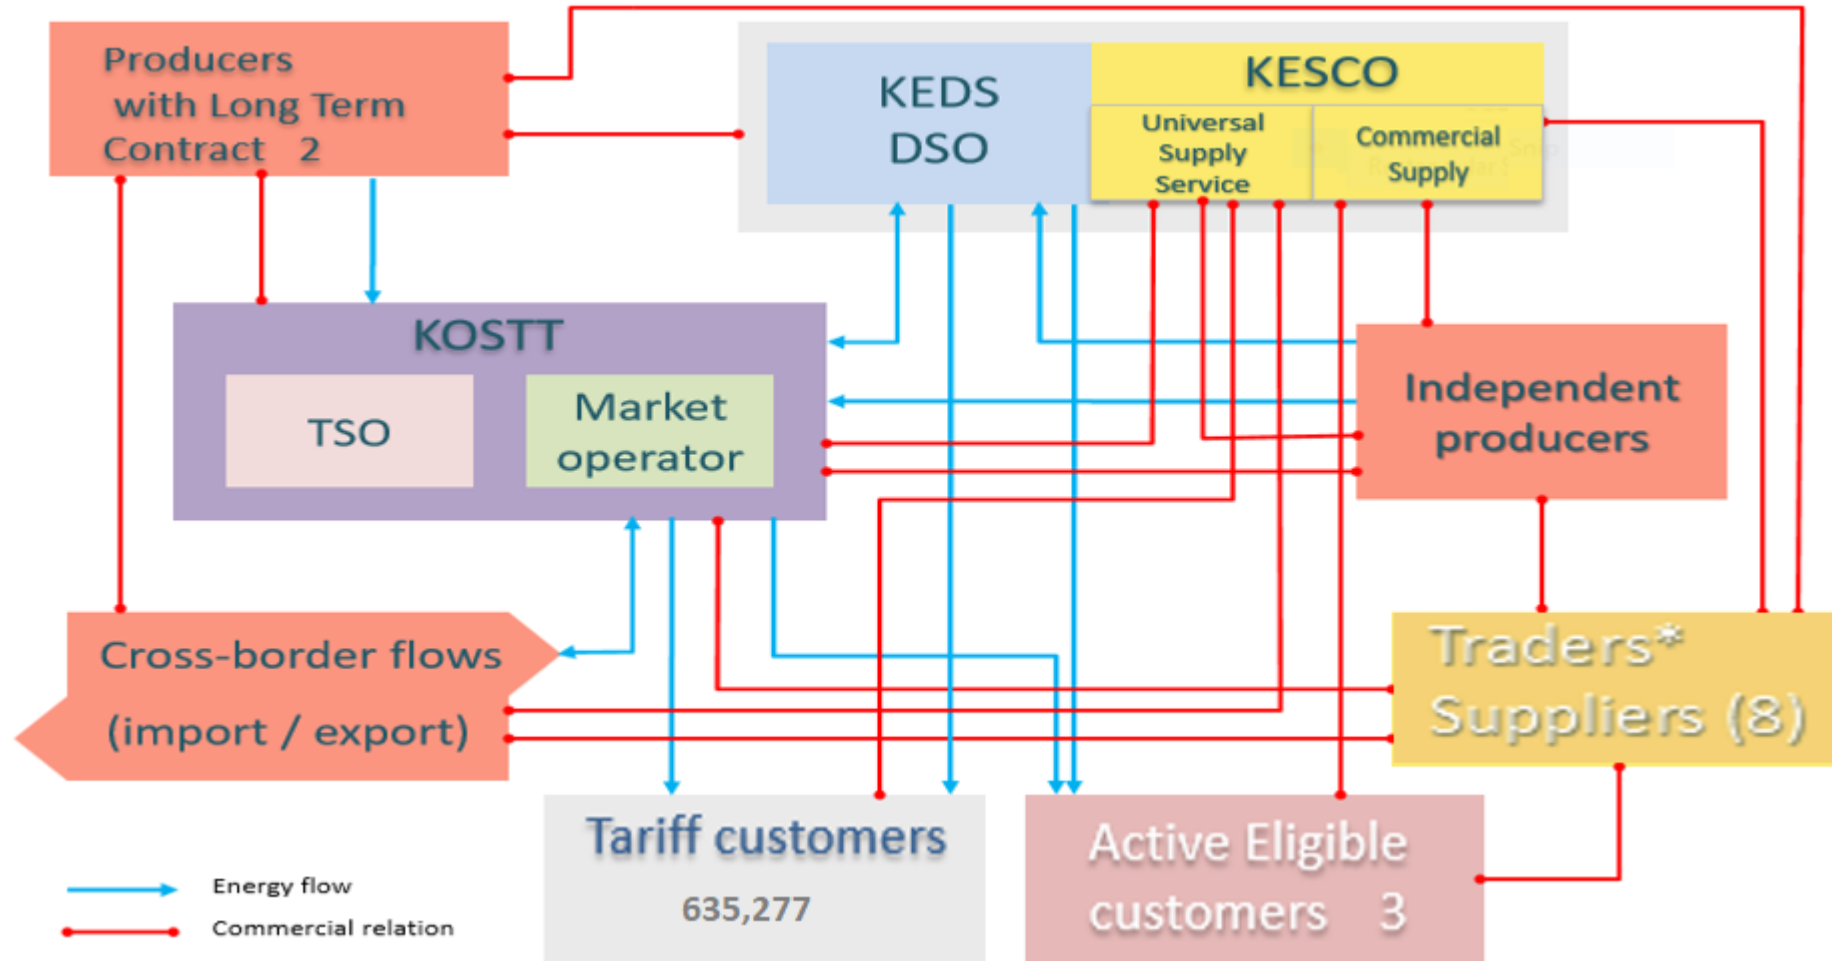 Producers
with Long Term
Contract 2
KEDS
DSO
KESCO
Universal
Supply
Service
Commercial
Supply
KOSTT
TSO
Market
operator
Independent
producers
Cross-border flows
(import / export)
Traders*
Suppliers (8)
Tariff customers
635,277
Active Eligible
customers 3
Energy flow
Commercial relation